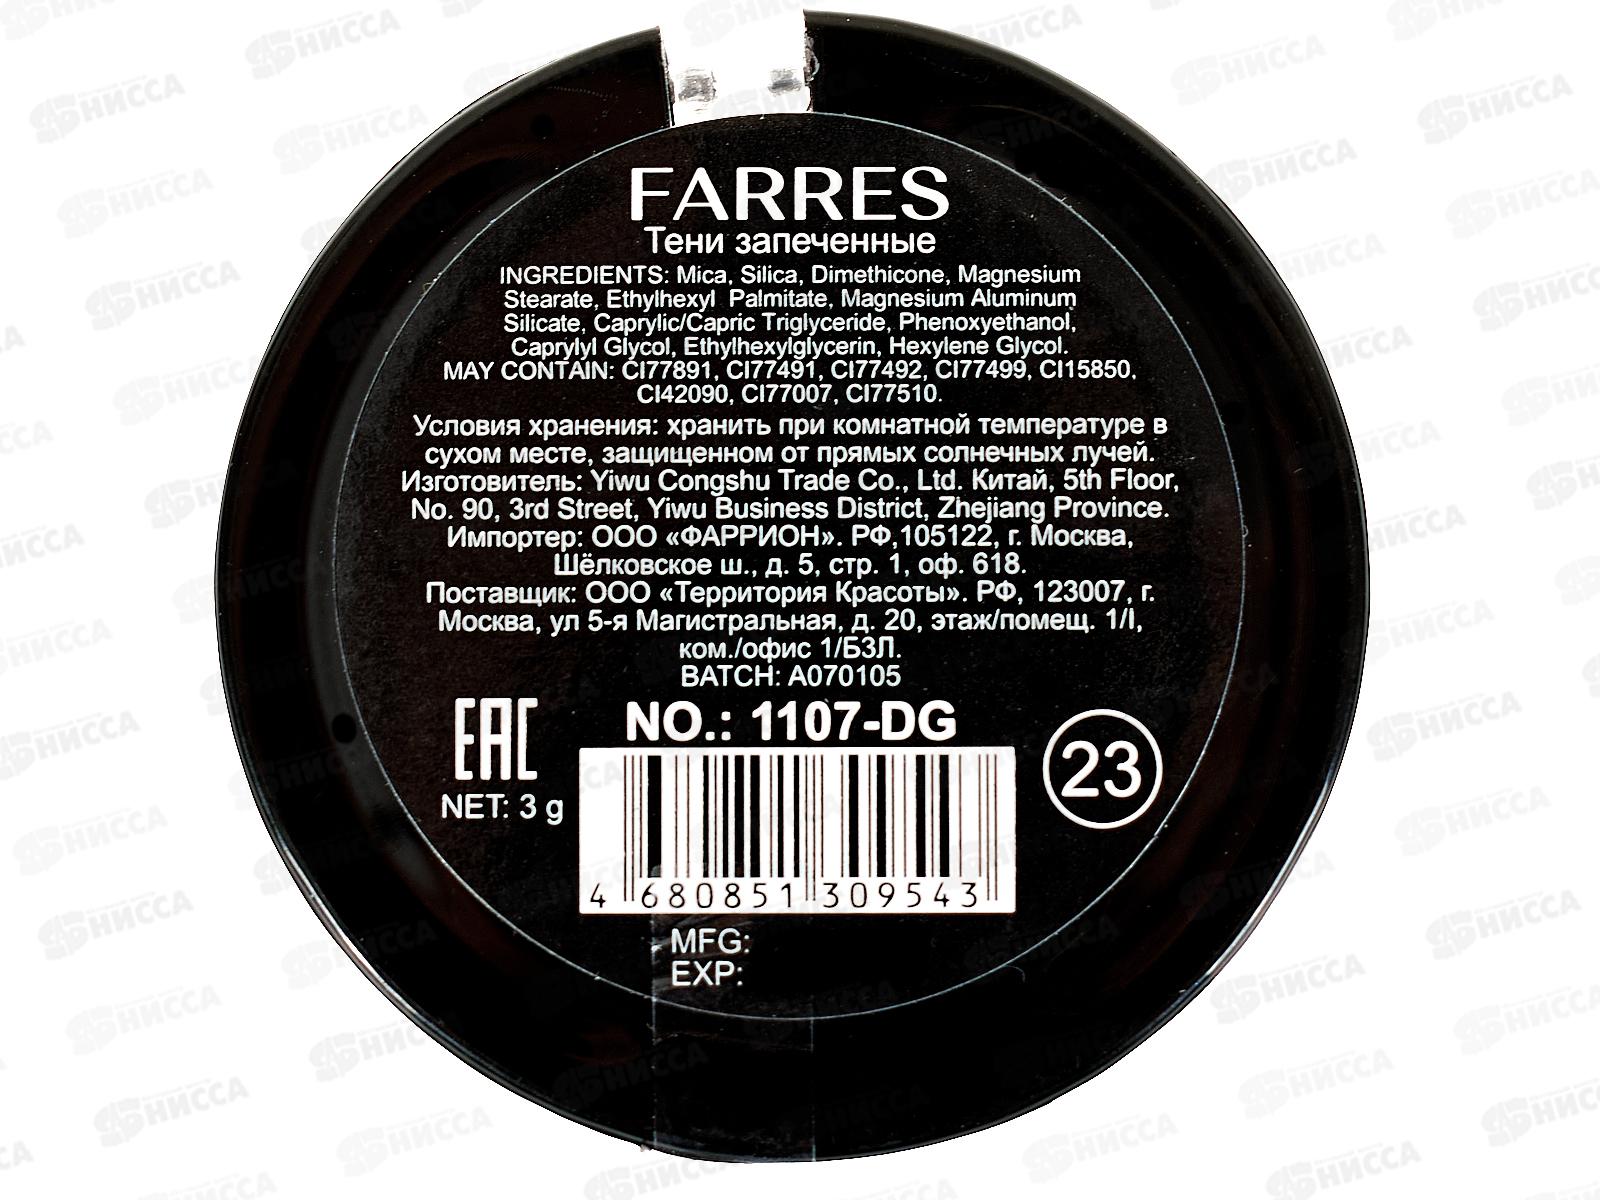 FARRES
Тени запеченные
INGREDIENTS: Mica, Silica, Dimethicone, Magnesium
Stearate, Ethylhexyl Palmitate, Magnesium Aluminum
Silicate, Caprylic/Capric Triglyceride, Phenoxyethanol,
Caprylyl Glycol, Ethylhexylglycerin, Hexylene Glycol.
MAY CONTAIN: CI77891, CI77491, CI77492, CI77499, CI15850,
CI42090, CI77007, CI77510.
Условия хранения: хранить при комнатной температуре в
сухом месте, защищенном от прямых солнечных лучей.
Изготовитель: Yiwu Congshu Trade Co., Ltd. Китай, 5th Floor,
No. 90, 3rd Street, Yiwu Business District, Zhejiang Province.
Импортер: ООО «ФАРРИОН». РФ,105122, г. Москва,
Шёлковское ш., д. 5, стр. 1, оф. 618.
Поставщик: ООО «Территория Красоты». РФ, 123007, г.
Москва, ул 5-я Магистральная, д. 20, этаж/помещ. 1/I,
ком./офис 1/БЗЛ.
BATCH: A070105
EAC
NO.: 1107-DG
23
NET: 3 g
4 680851 309543
MFG:
EXP:
НИССА